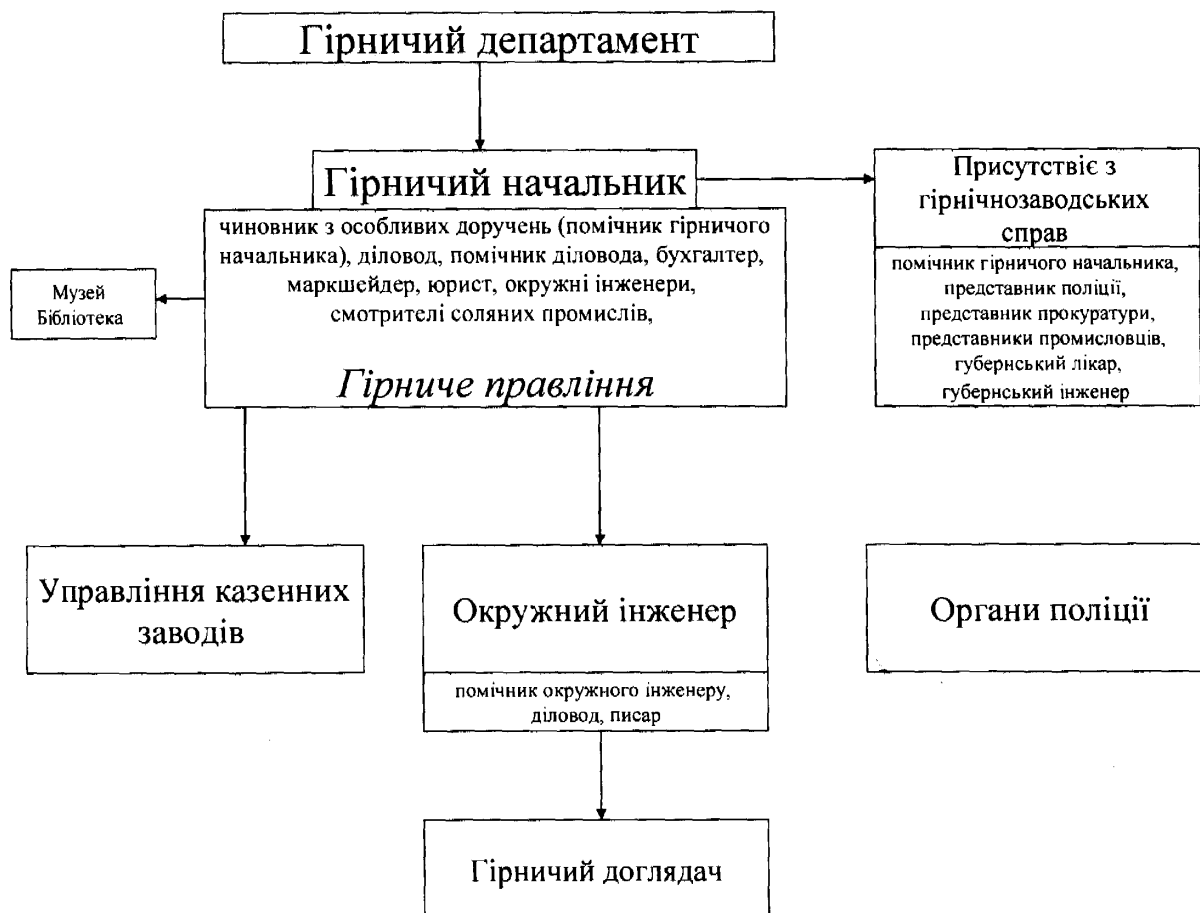 Гірничий департамент
Гірничий начальник
чиновник з особливих доручень (помічник гірничого
начальника), діловод, помічник діловода, бухгалтер,
маркшейдер, юрист, окружні інженери,
смотрителі соляних промислів,
Гірниче правління
Присутствіє з
гірнічнозаводських
справ
помічник гірничого начальника,
представник поліції,
представник прокуратури,
представники промисловців,
губернський лікар,
губернський інженер
Музей
Бібліотека
Управління казенних
заводів
Окружний інженер
помічник окружного інженеру,
діловод, писар
Органи поліції
Гірничий доглядач